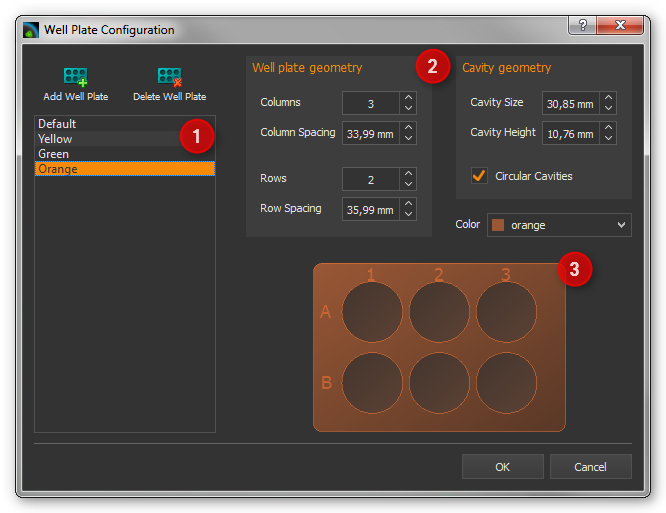 Well Plate Configuration
?
Add Well Plate
Delete Well Plate
Default
Yellow
Green
Orange
1
Well plate geometry
2
Columns
3
Column Spacing
33,99 mm
Rows
2
Row Spacing
35,99 mm
Cavity geometry
Cavity Size
30,85 mm
Cavity Height
10,76 mm
Circular Cavities
Color
orange
3
1 2 3
A
B
OK
Cancel